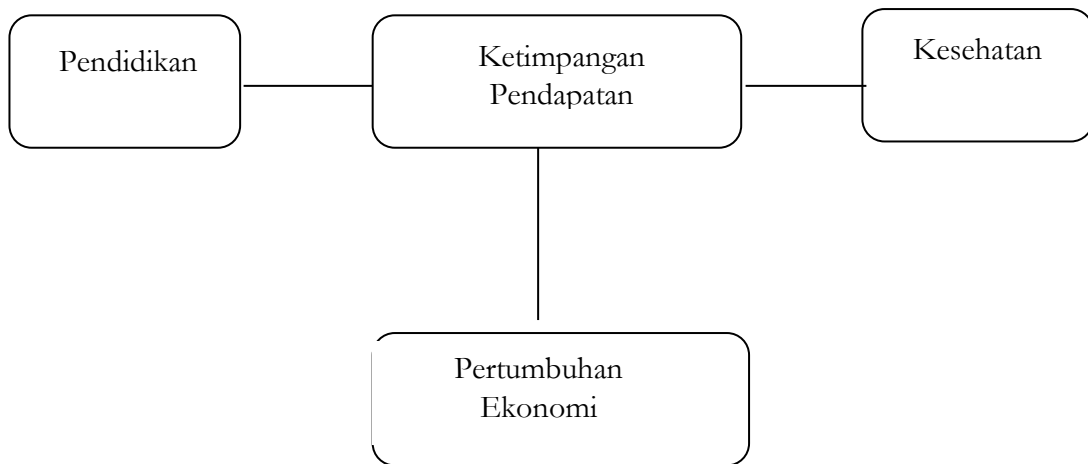 Pendidikan
Ketimpangan
Pendapatan
Kesehatan
Pertumbuhan
Ekonomi